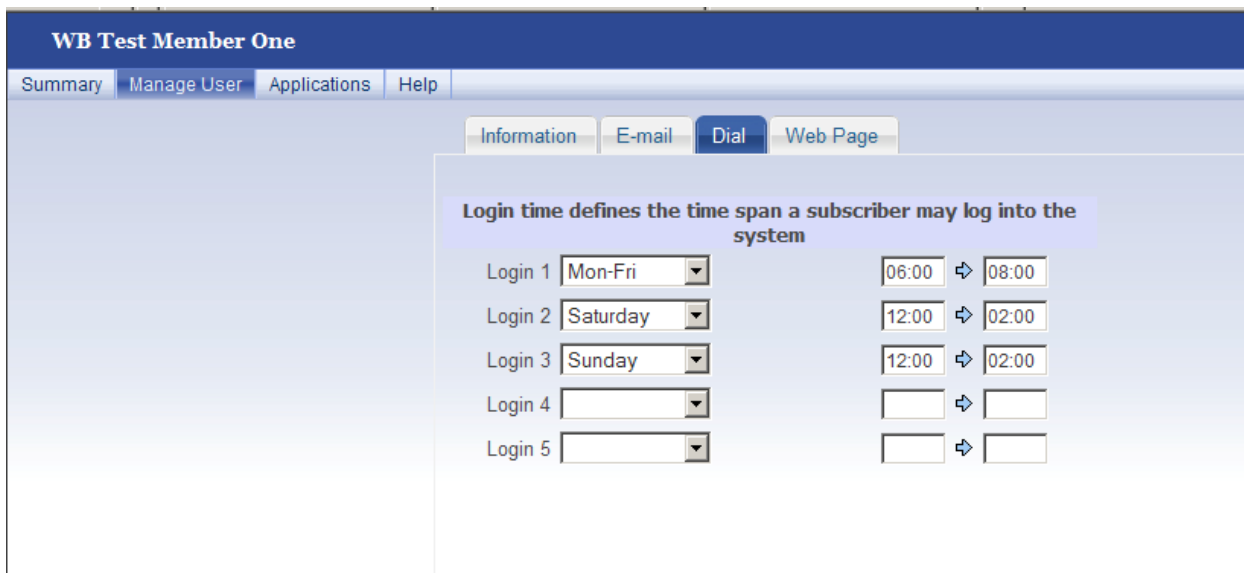 WB Test Member One
Summary Manage User Applications Help
Information E-mail Dial Web Page
Login time defines the time span a subscriber may log into the
system
Login 1 Mon-Fri 06:00 08:00
Login 2 Saturday 12:00 02:00
Login 3 Sunday 12:00 02:00
Login 4
Login 5